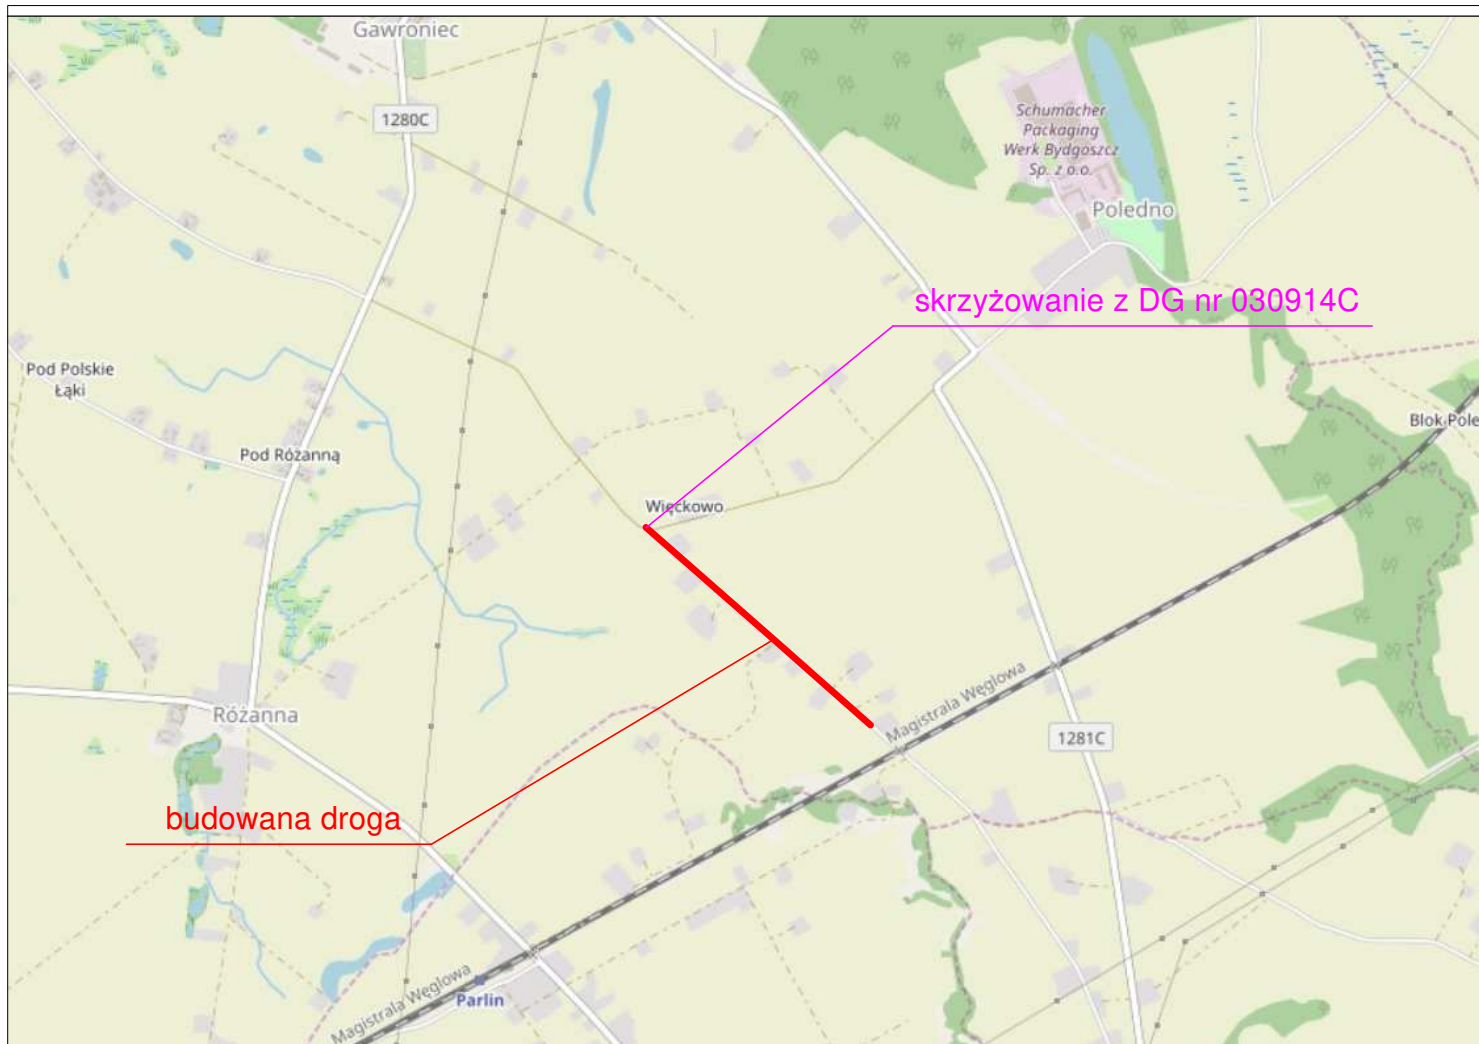 Gawroniec
1280C
Schumacher
Packaging
Werk Bydgoszcz
Sp. z o.o.
Poledno
skrzyżowanie z DG nr 030914C
Pod Polskie
Łąki
Pod Różanną
Blok Pole
Więckowo
Magistrala Węglowa
Różanna
1281C
budowana droga
Magistrala Węglowa
Parlin